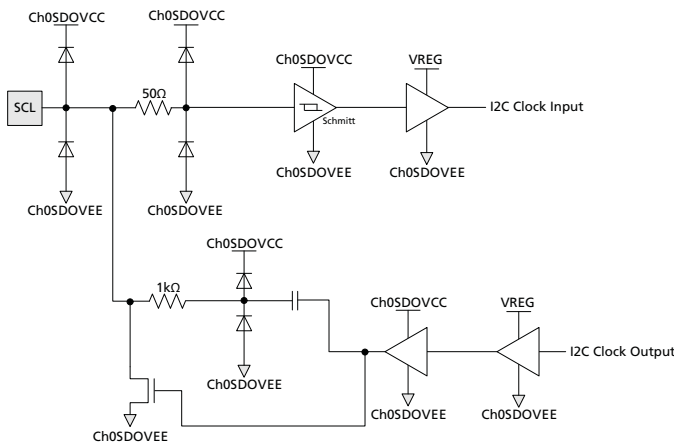 Ch0SDOVCC
Ch0SDOVCC
Ch0SDOVCC
VREG
SCL
50Ω
Schmitt
I2C Clock Input
Ch0SDOVEE
Ch0SDOVEE
Ch0SDOVEE
Ch0SDOVEE
Ch0SDOVCC
1kΩ
Ch0SDOVCC
VREG
I2C Clock Output
Ch0SDOVEE
Ch0SDOVEE
Ch0SDOVEE
Ch0SDOVEE